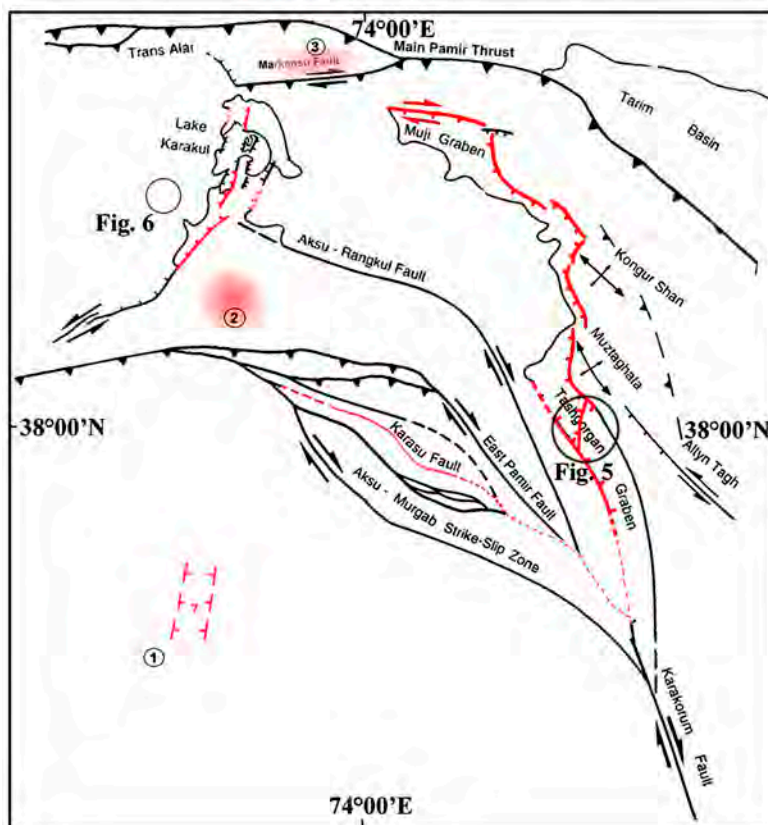 74°00'E
Trans Alai
3
Markansu Fault
Main Pamir Thrust
Tarim
Basin
Lake
Karakul
Muji Graben
Fig. 6
Aksu - Rangkul Fault
Kongur Shan
2
Muztaghata
38°00'N
Karasu Fault
East Pamir Fault
Tashgorgan
Graben
Fig. 5
38°00'N
Altyn Tagh
Aksu - Murgab Strike-Slip Zone
?
1
Karakorum
Fault
74°00'E